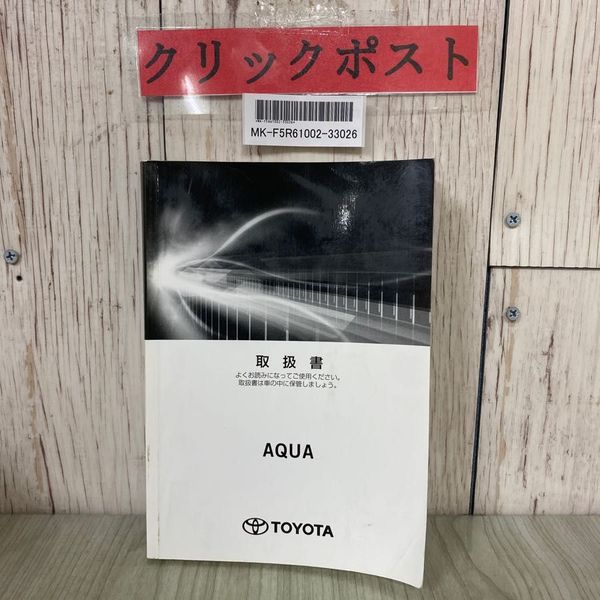 クリックポスト
MK-F5R61002-33026
取扱書
よくお読みになってご使用ください。
取扱書は車の中に保管しましょう。
AQUA
TOYOTA